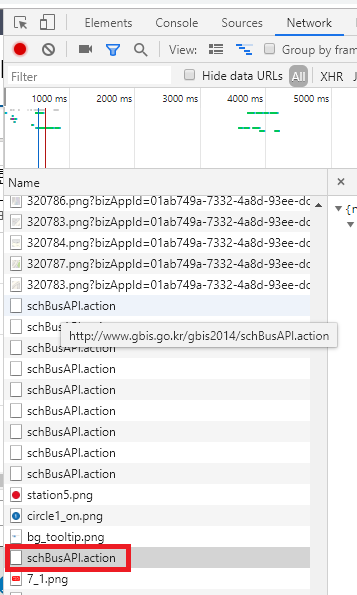 Elements Console Sources Network
View: Group by fram
Filter Hide data URLs All XHR
1000 ms 2000 ms 3000 ms 4000 ms 5000 ms
Name
320786.png?bizAppId=01ab749a-7332-4a8d-93ee-dc
320783.png?bizAppId=01ab749a-7332-4a8d-93ee-dc
320784.png?bizAppId=01ab749a-7332-4a8d-93ee-dc
320787.png?bizAppId=01ab749a-7332-4a8d-93ee-dc
320783.png?bizAppId=01ab749a-7332-4a8d-93ee-dc
schBusAPI.action
schBusAPI.action
http://www.gbis.go.kr/gbis2014/schBusAPI.action
schBusAPI.action
schBusAPI.action
schBusAPI.action
schBusAPI.action
schBusAPI.action
schBusAPI.action
schBusAPI.action
station5.png
circle1_on.png
bg_tooltip.png
schBusAPI.action
7_1.png